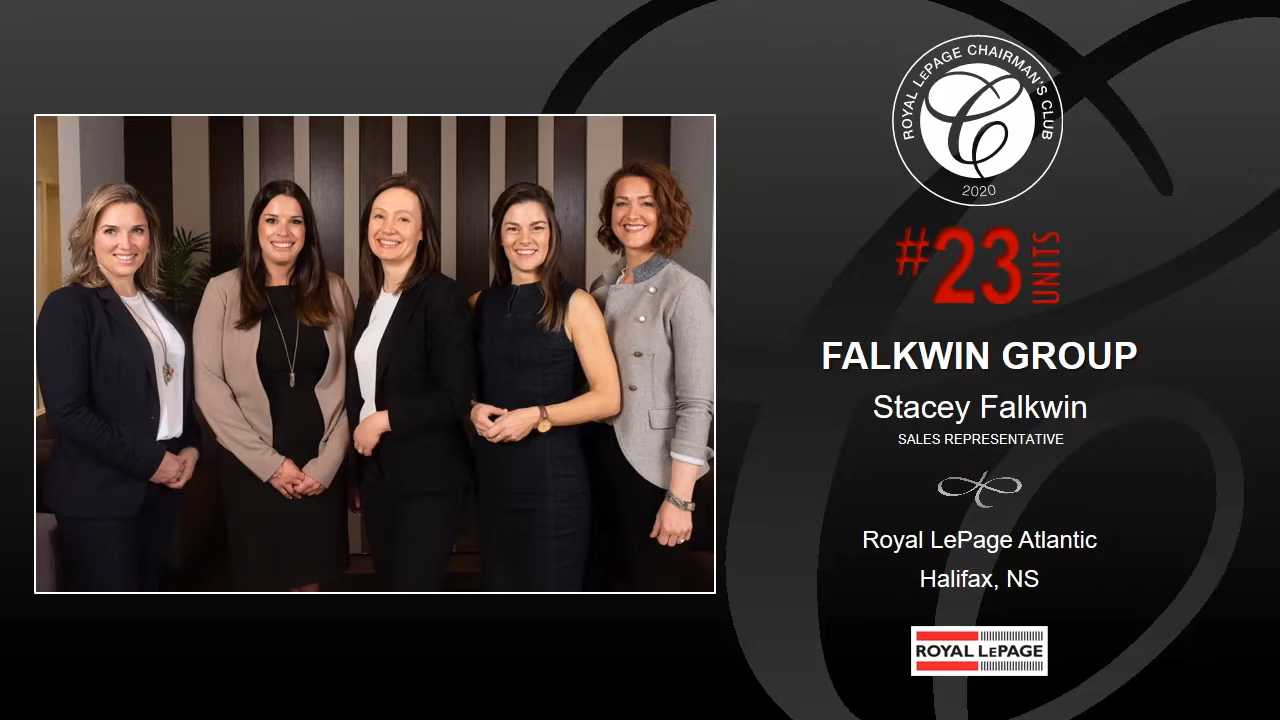 ROYAL LEPAGE CHAIRMAN'S CLUB
2020
#23 UNITS
FALKWIN GROUP
Stacey Falkwin
SALES REPRESENTATIVE
Royal LePage Atlantic
Halifax, NS
ROYAL LEPAGE